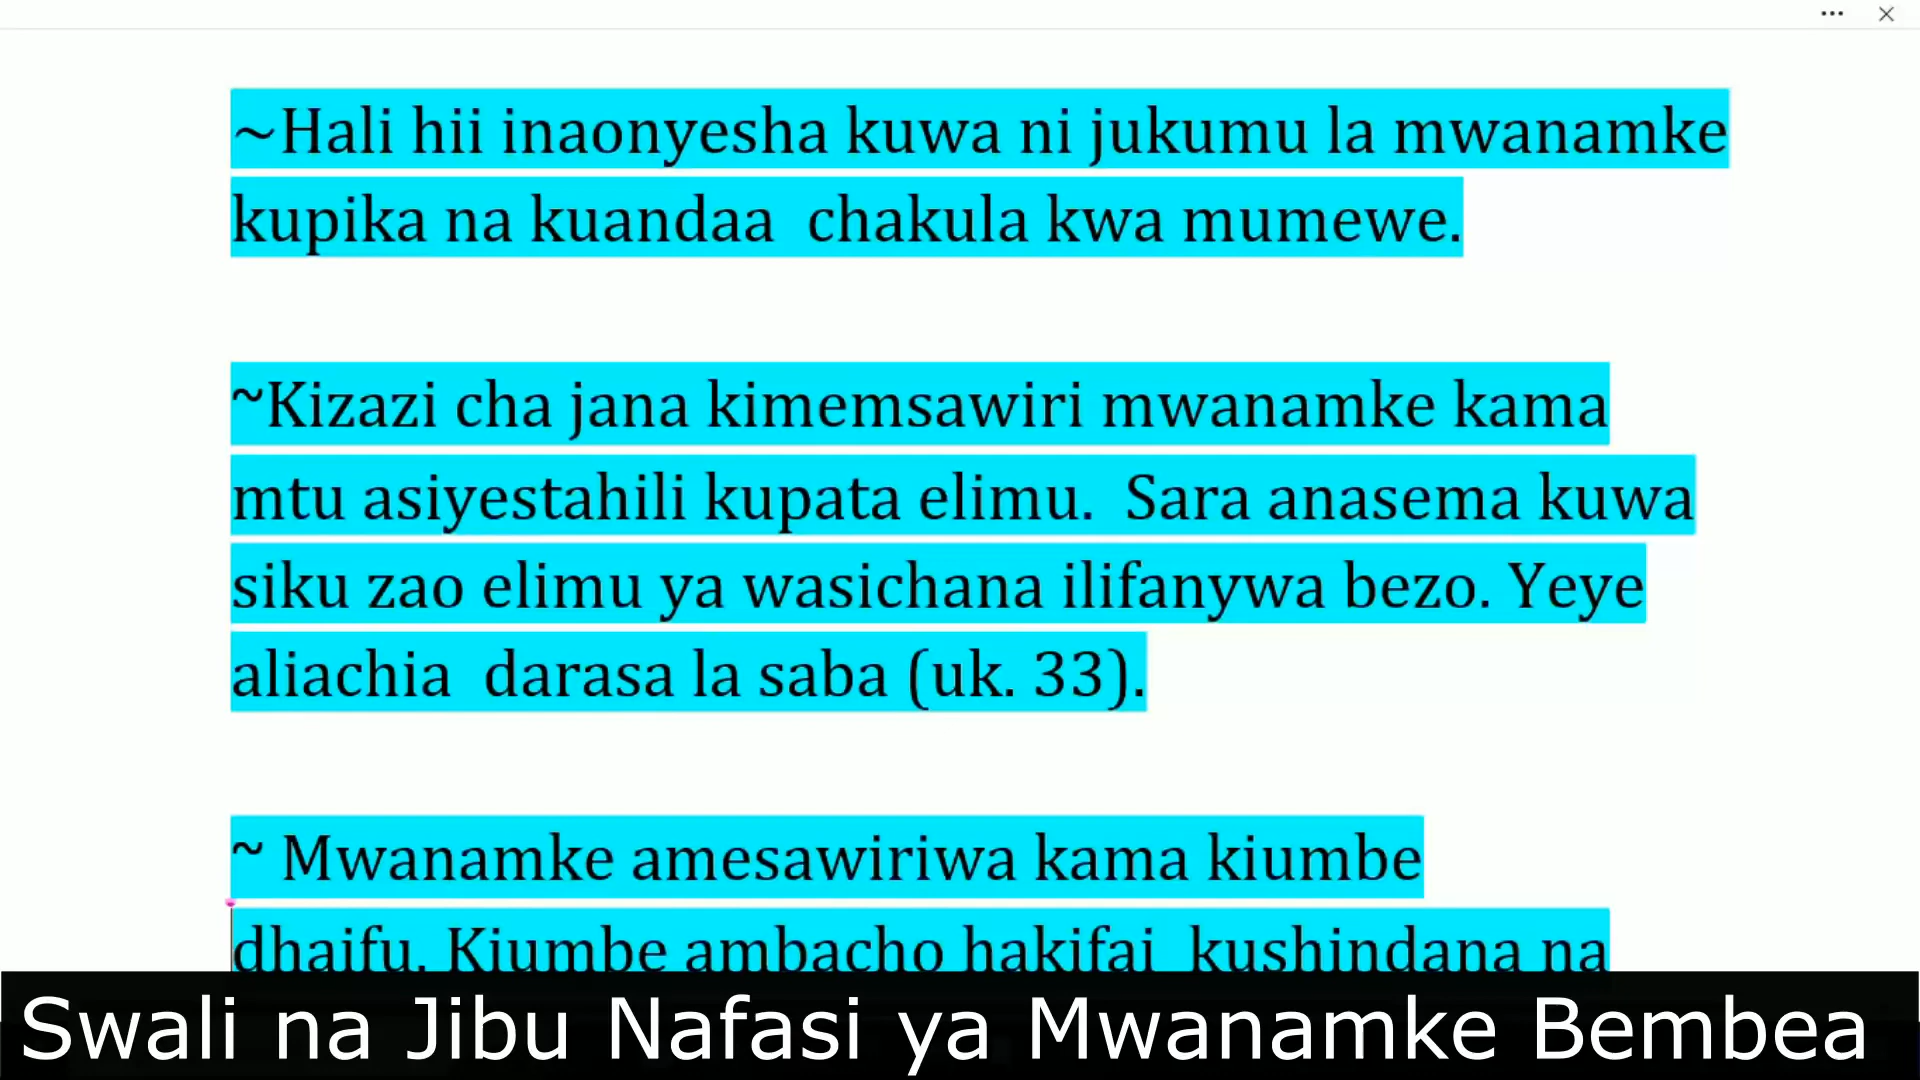 ~Hali hii inaonyesha kuwa ni jukumu la mwanamke
kupika na kuandaa chakula kwa mumewe.
~Kizazi cha jana kimemsawiri mwanamke kama
mtu asiyestahili kupata elimu. Sara anasema kuwa
siku zao elimu ya wasichana ilifanywa bezo. Yeye
aliachia darasa la saba (uk. 33).
~ Mwanamke amesawiriwa kama kiumbe
dhaifu. Kiumbe ambacho hakifai kushindana na
Swali na Jibu Nafasi ya Mwanamke Bembea